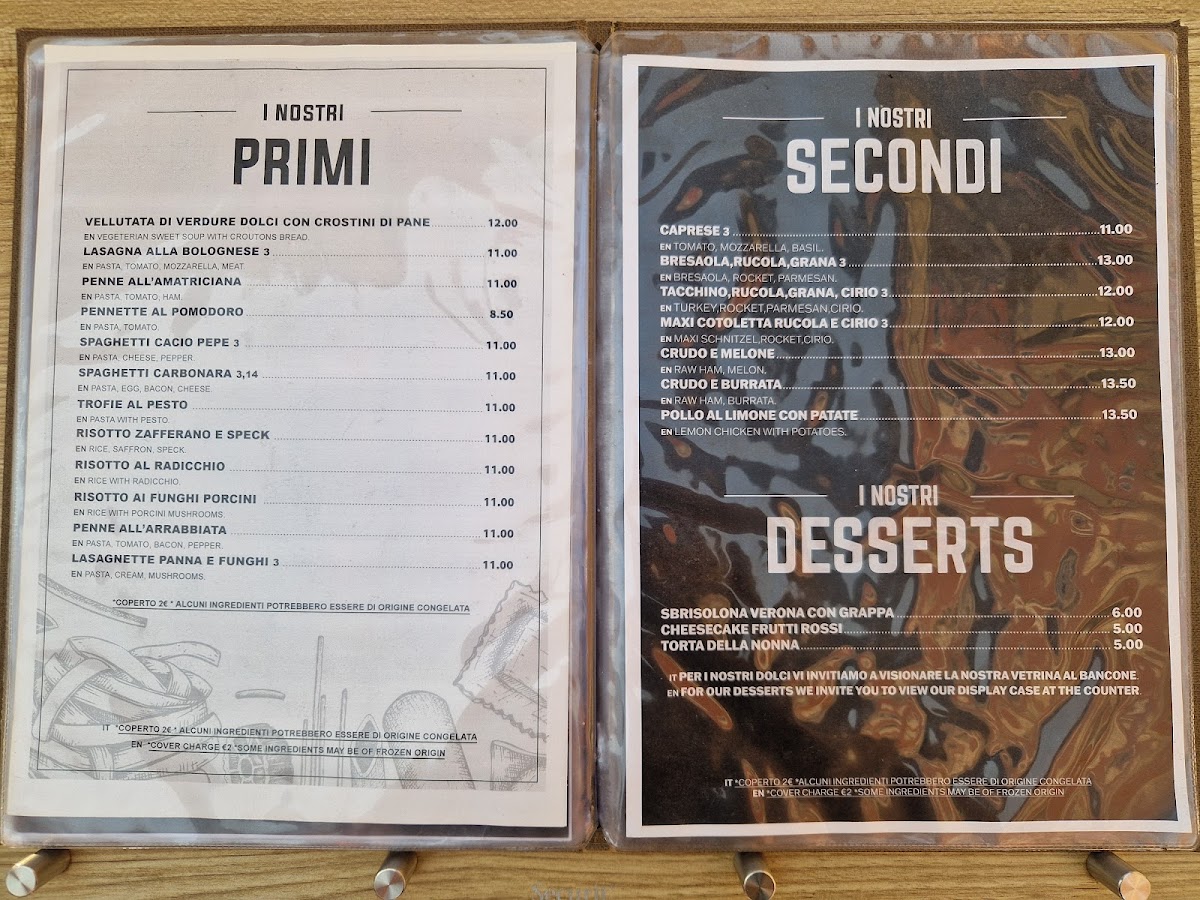 I NOSTRI
PRIMI
VELLUTATA DI VERDURE DOLCI CON CROSTINI DI PANE 12.00
EN VEGETERIAN SWEET SOUP WITH CROUTONS BREAD.
LASAGNA ALLA BOLOGNESE 3 11.00
EN PASTA, TOMATO, MOZZARELLA, MEAT
PENNE ALL'AMATRICIANA 11.00
EN PASTA, TOMATO, HAM.
PENNETTE AL POMODORO 8.50
EN PASTA, TOMATO.
SPAGHETTI CACIO PEPE 3 11.00
EN PASTA, CHEESE, PEPPER.
SPAGHETTI CARBONARA 3,14 11.00
EN PASTA, EGG, BACON, CHEESE.
TROFIE AL PESTO 11.00
EN PASTA WITH PESTO.
RISOTTO ZAFFERANO E SPECK 11.00
EN RICE, SAFFRON, SPECK.
RISOTTO AL RADICCHIO 11.00
EN RICE WITH RADICCHIO.
RISOTTO AI FUNGHI PORCINI 11.00
EN RICE WITH PORCINI MUSHROOMS.
PENNE ALL'ARRABBIATA 11.00
EN PASTA, TOMATO, BACON, PEPPER.
LASAGNETTE PANNA E FUNGHI 3 11.00
EN PASTA, CREAM, MUSHROOMS.
*COPERTO 2€ * ALCUNI INGREDIENTI POTREBBERO ESSERE DI ORIGINE CONGELATA
IT *COPERTO 2€ * ALCUNI INGREDIENTI POTREBBERO ESSERE DI ORIGINE CONGELATA
EN *COVER CHARGE €2 *SOME INGREDIENTS MAY BE OF FROZEN ORIGIN
I NOSTRI
SECONDI
CAPRESE 3 11.00
EN TOMATO, MOZZARELLA, BASIL.
BRESAOLA,RUCOLA,GRANA 3 13.00
EN BRESAOLA, ROCKET, PARMESAN.
TACCHINO,RUCOLA,GRANA, CIRIO 3 12.00
EN TURKEY,ROCKET,PARMESAN,CIRIO.
MAXI COTOLETTA RUCOLA E CIRIO 3 12.00
EN MAXI SCHNITZEL,ROCKET,CIRIO.
CRUDO E MELONE 13.00
EN RAW HAM, MELON.
CRUDO E BURRATA 13.50
EN RAW HAM, BURRATA.
POLLO AL LIMONE CON PATATE 13.50
EN LEMON CHICKEN WITH POTATOES.
I NOSTRI
DESSERTS
SBRISOLONA VERONA CON GRAPPA 6.00
CHEESECAKE FRUTTI ROSSI 5.00
TORTA DELLA NONNA 5.00
IT PER I NOSTRI DOLCI VI INVITIAMO A VISIONARE LA NOSTRA VETRINA AL BANCONE.
EN FOR OUR DESSERTS WE INVITE YOU TO VIEW OUR DISPLAY CASE AT THE COUNTER.
IT *COPERTO 2€ *ALCUNI INGREDIENTI POTREBBERO ESSERE DI ORIGINE CONGELATA
EN *COVER CHARGE €2 *SOME INGREDIENTS MAY BE OF FROZEN ORIGIN